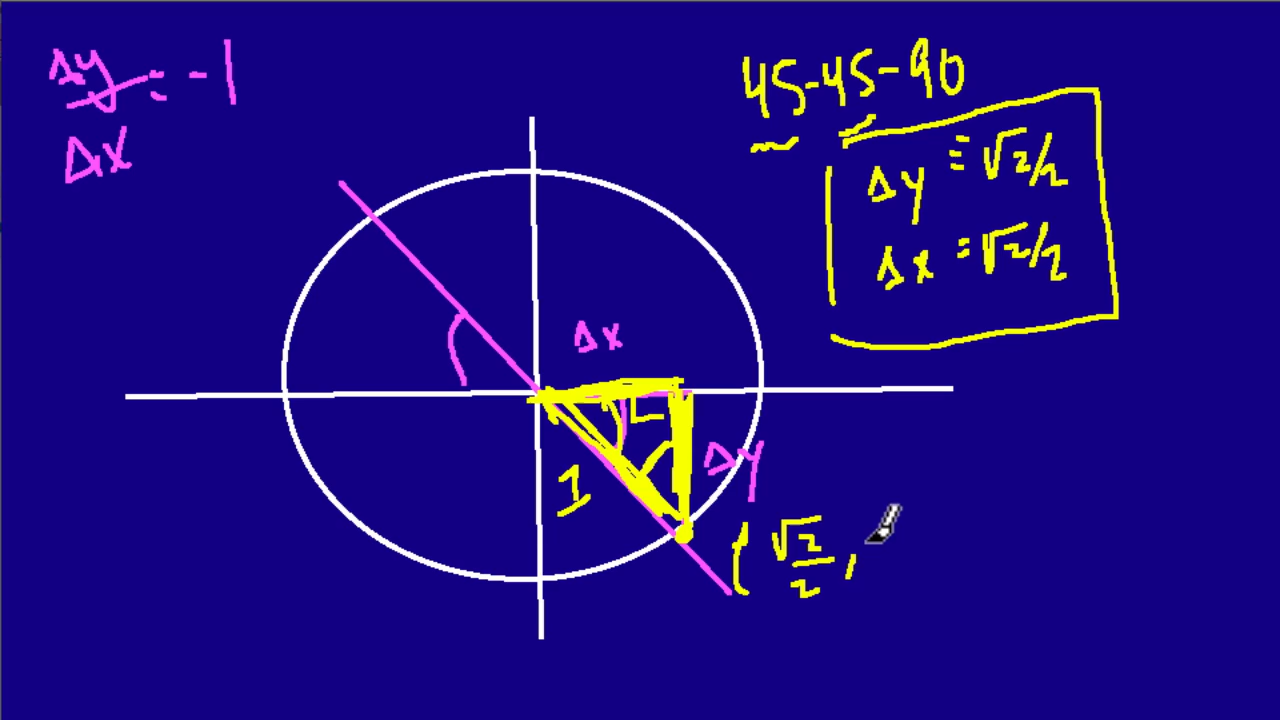 Δy/Δx = -1
45-45-90
Δy = √2/2
Δx = √2/2
Δx
Δy
1
(√2/2,